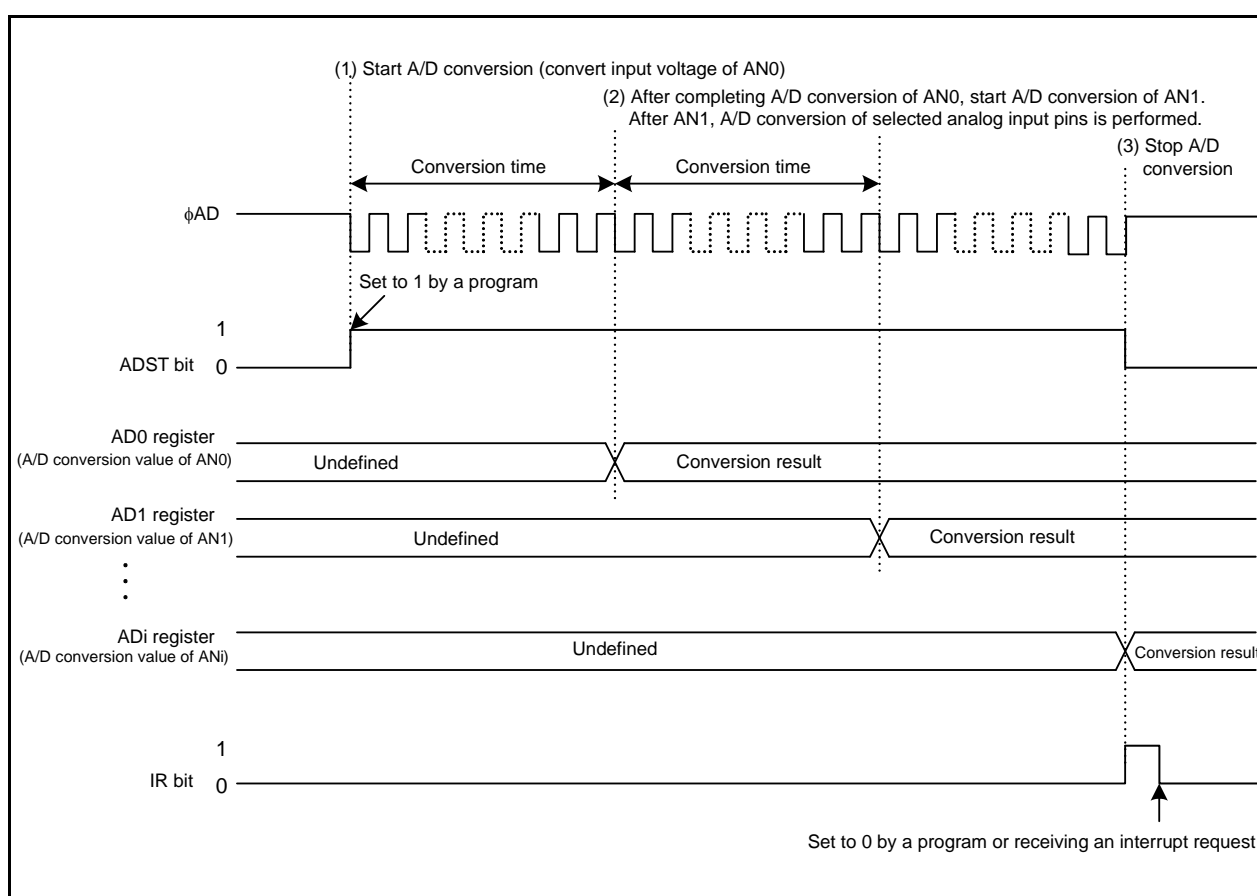 (1) Start A/D conversion (convert input voltage of AN0)
(2) After completing A/D conversion of AN0, start A/D conversion of AN1.
After AN1, A/D conversion of selected analog input pins is performed.
(3) Stop A/D
conversion
Conversion time
Conversion time
ϕAD
Set to 1 by a program
1
ADST bit 0
AD0 register
(A/D conversion value of AN0)
Undefined
Conversion result
AD1 register
(A/D conversion value of AN1)
Undefined
Conversion result
ADi register
(A/D conversion value of ANi)
Undefined
Conversion result
1
IR bit 0
Set to 0 by a program or receiving an interrupt request